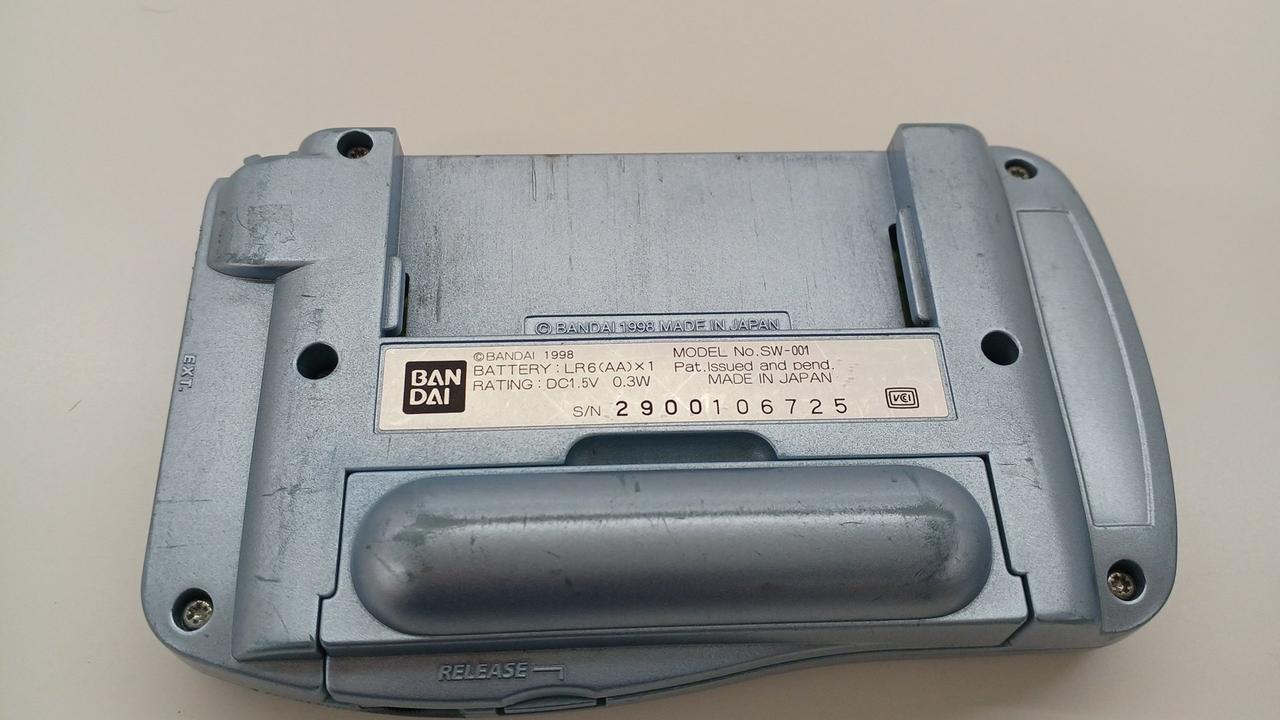 © BANDAI 1998 MADE IN JAPAN
EXT.
BAN
DAI
©BANDAI 1998
BATTERY : LR6(AA)×1
RATING : DC1.5V 0.3W
MODEL No.SW-001
Pat.Issued and pend.
MADE IN JAPAN
S/N 2900106725
VCCI
RELEASE